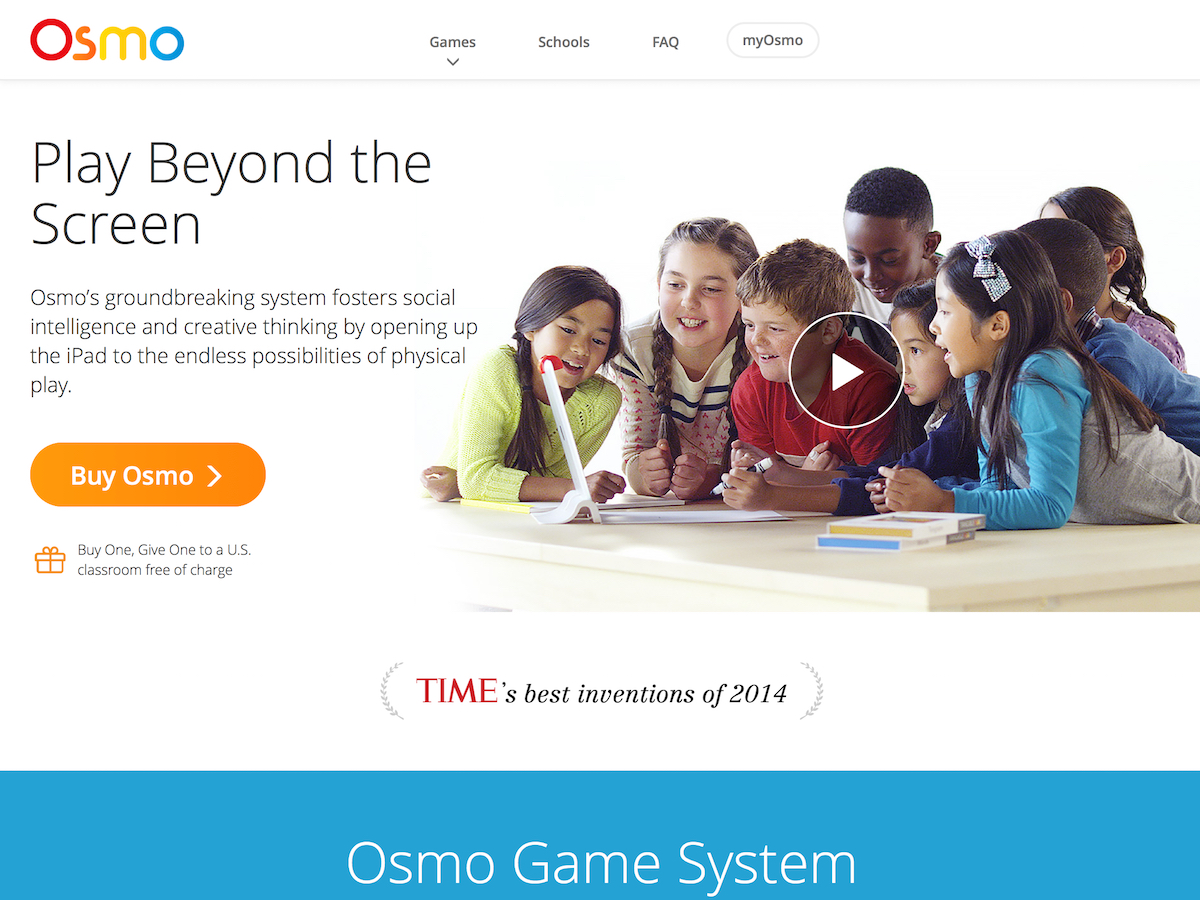 Osmo
Games
Schools
FAQ
myOsmo
Play Beyond the
Screen
Osmo’s groundbreaking system fosters social
intelligence and creative thinking by opening up
the iPad to the endless possibilities of physical
play.
Buy Osmo
Buy One, Give One to a U.S.
classroom free of charge
TIME’s best inventions of 2014
Osmo Game System